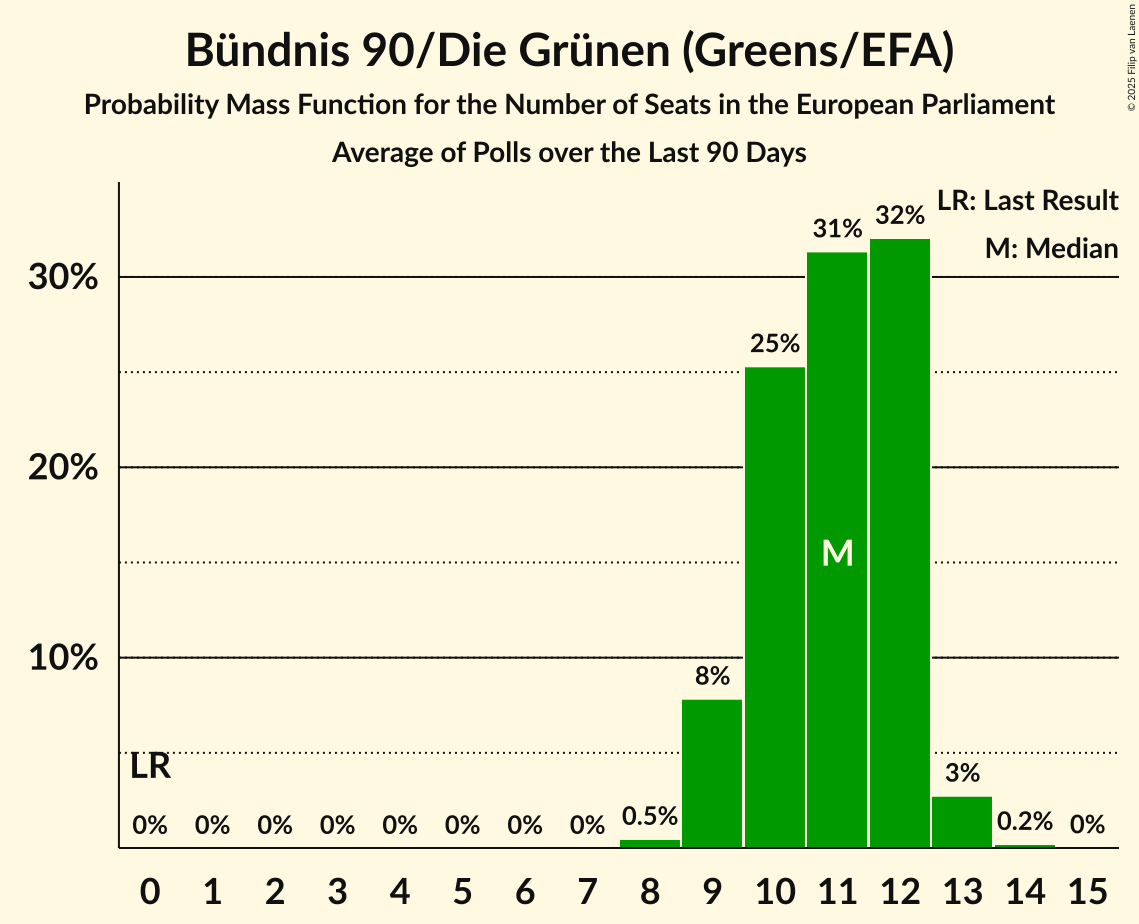 Bündnis 90/Die Grünen (Greens/EFA)
Probability Mass Function for the Number of Seats in the European Parliament
Average of Polls over the Last 90 Days
© 2025 Filip van Laenen
LR: Last Result
M: Median
30%
20%
10%
LR
0% 0% 0% 0% 0% 0% 0% 0% 0.5% 8% 25% 31% 32% 3% 0.2% 0%
M
0 1 2 3 4 5 6 7 8 9 10 11 12 13 14 15